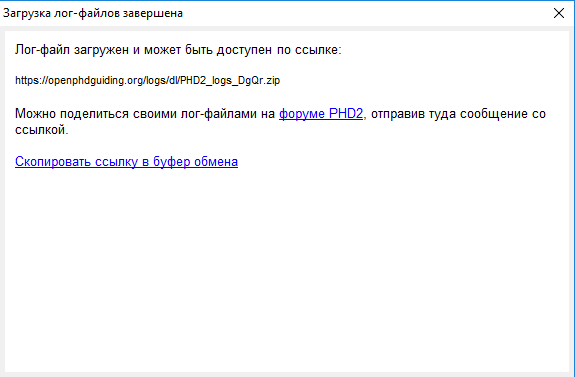 Загрузка лог-файлов завершена
Лог-файл загружен и может быть доступен по ссылке:
https://openphdguiding.org/logs/dl/PHD2_logs_DgQr.zip
Можно поделиться своими лог-файлами на форуме PHD2, отправив туда сообщение со
ссылкой.
Скопировать ссылку в буфер обмена